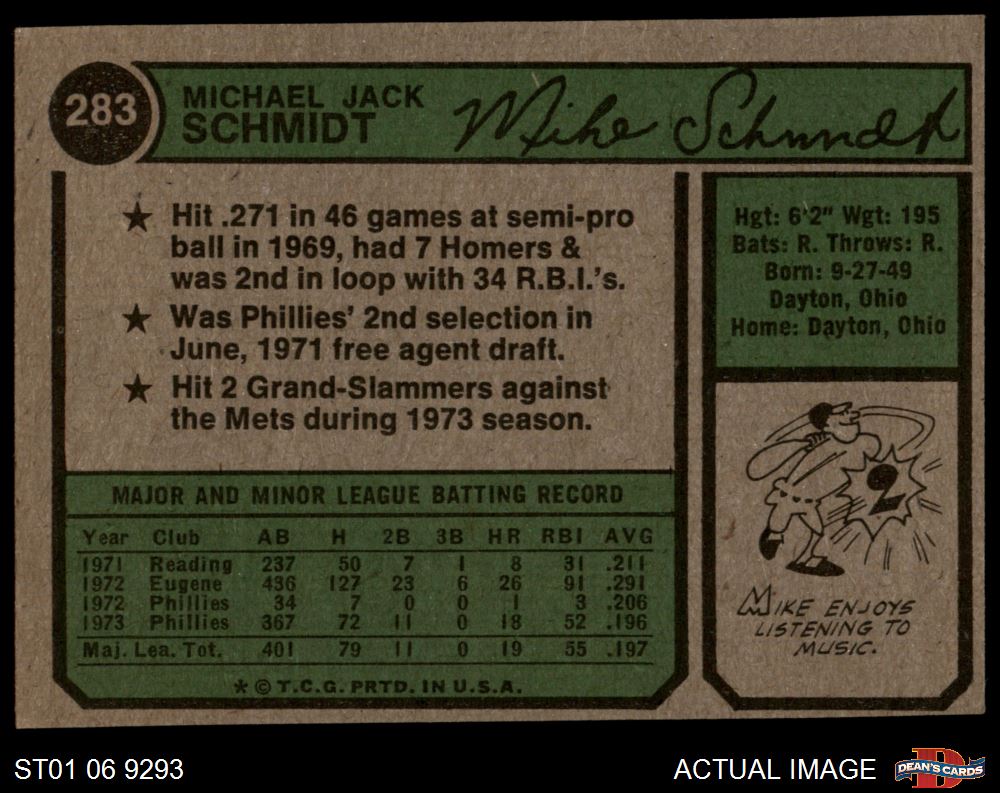 283
MICHAEL JACK
SCHMIDT
Mike Schmidt
★ Hit .271 in 46 games at semi-pro
ball in 1969, had 7 Homers &
was 2nd in loop with 34 R.B.I.'s.
★ Was Phillies' 2nd selection in
June, 1971 free agent draft.
★ Hit 2 Grand-Slammers against
the Mets during 1973 season.
Hgt: 6'2" Wgt: 195
Bats: R. Throws: R.
Born: 9-27-49
Dayton, Ohio
Home: Dayton, Ohio
2
MIKE ENJOYS
LISTENING TO
MUSIC.
MAJOR AND MINOR LEAGUE BATTING RECORD
Year Club AB H 2B 3B HR RBI AVG
1971 Reading 237 50 7 1 8 31 .211
1972 Eugene 436 127 23 6 26 91 .291
1972 Phillies 34 7 0 0 1 3 .206
1973 Phillies 367 72 11 0 18 52 .196
Maj. Lea. Tot. 401 79 11 0 19 55 .197
* © T.C.G. PRTD. IN U.S.A.
ST01 06 9293
ACTUAL IMAGE
DEAN'S CARDS